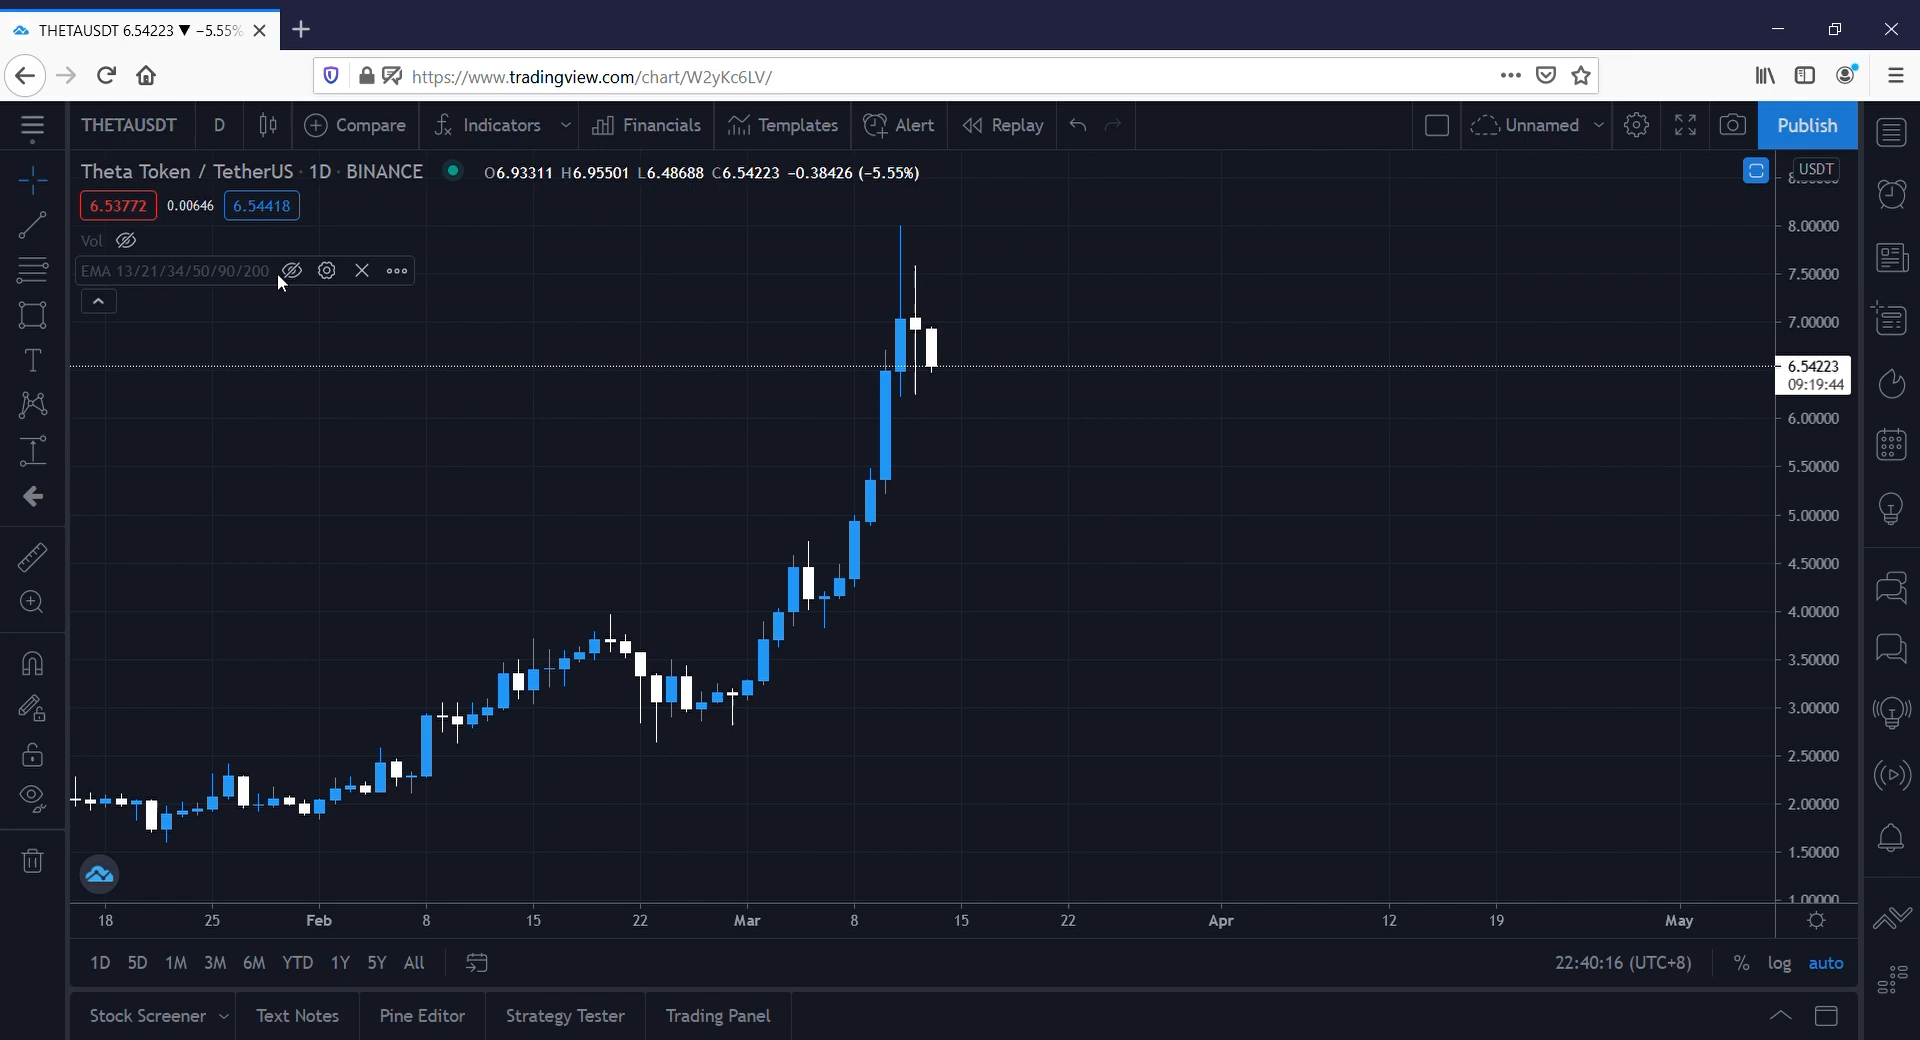 THETAUSDT 6.54223 ▼ −5.55%
https://www.tradingview.com/chart/W2yKc6LV/
THETAUSDT D Compare Indicators Financials Templates Alert Replay Unnamed Publish
Theta Token / TetherUS · 1D · BINANCE O6.93311 H6.95501 L6.48688 C6.54223 −0.38426 (−5.55%)
USDT
6.53772 0.00646 6.54418
Vol
EMA 13/21/34/50/90/200
8.00000
7.50000
7.00000
6.54223
09:19:44
6.00000
5.50000
5.00000
4.50000
4.00000
3.50000
3.00000
2.50000
2.00000
1.50000
1.00000
18 25 Feb 8 15 22 Mar 8 15 22 Apr 12 19 May
1D 5D 1M 3M 6M YTD 1Y 5Y All 22:40:16 (UTC+8) % log auto
Stock Screener Text Notes Pine Editor Strategy Tester Trading Panel